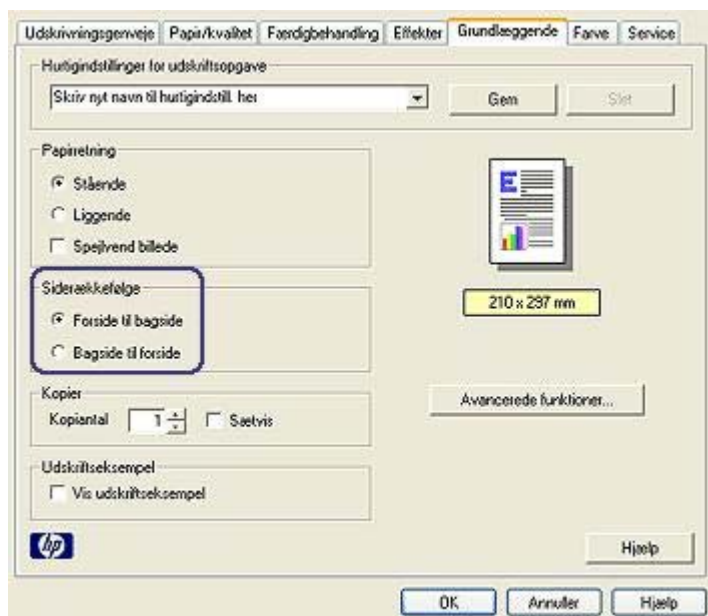 Udskrivningsgenveje Papir/kvalitet Færdigbehandling Effekter Grundlæggende Farve Service
Hurtigindstillinger for udskriftsopgave
Skriv nyt navn til hurtigindstill. her
Gem Slet
Papirretning
Stående
Liggende
Spejlvend billede
E
210 x 297 mm
Siderækkefølge
Forside til bagside
Bagside til forside
Kopier
Kopiantal 1 Sætvis
Avancerede funktioner...
Udskriftseksempel
Vis udskriftseksempel
hp
Hjælp
OK Annuller Hjælp